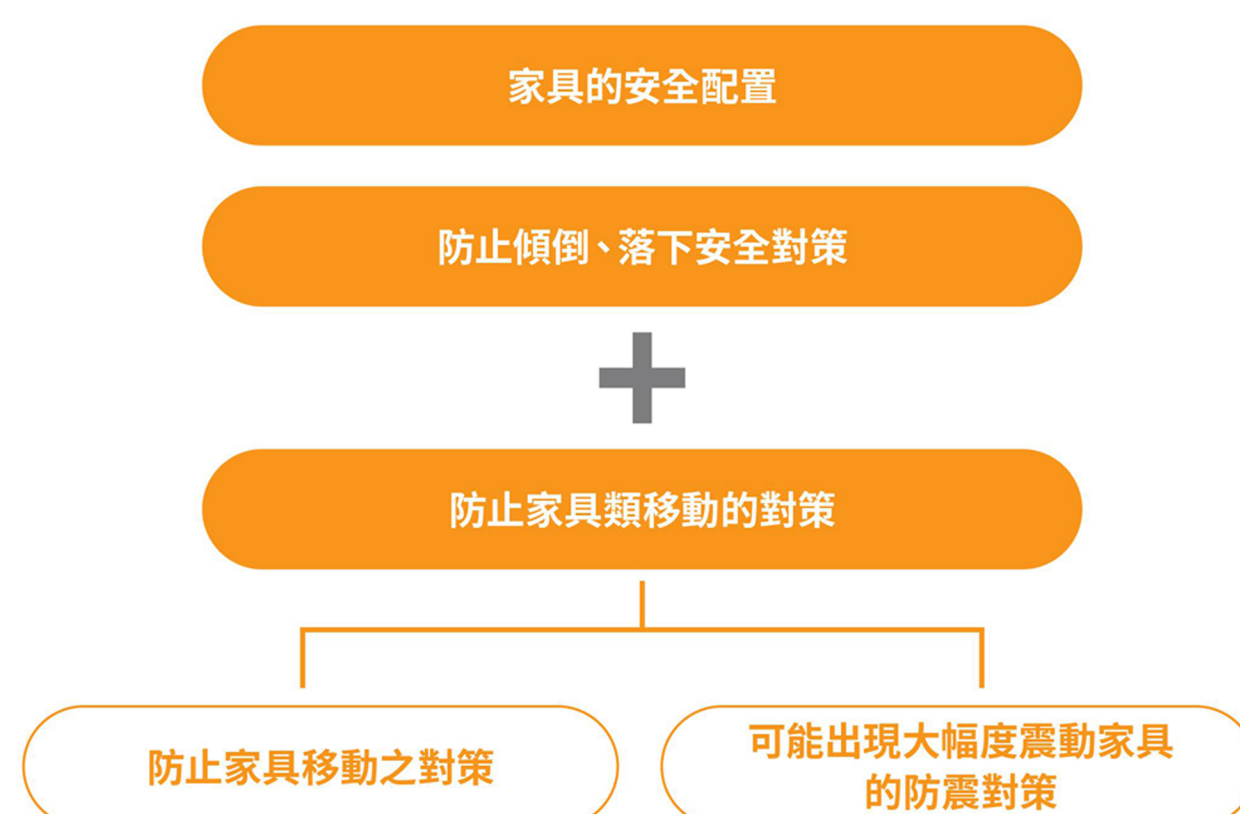 家具的安全配置
防止傾倒、落下安全對策
防止家具類移動的對策
防止家具移動之對策
可能出現大幅度震動家具
的防震對策